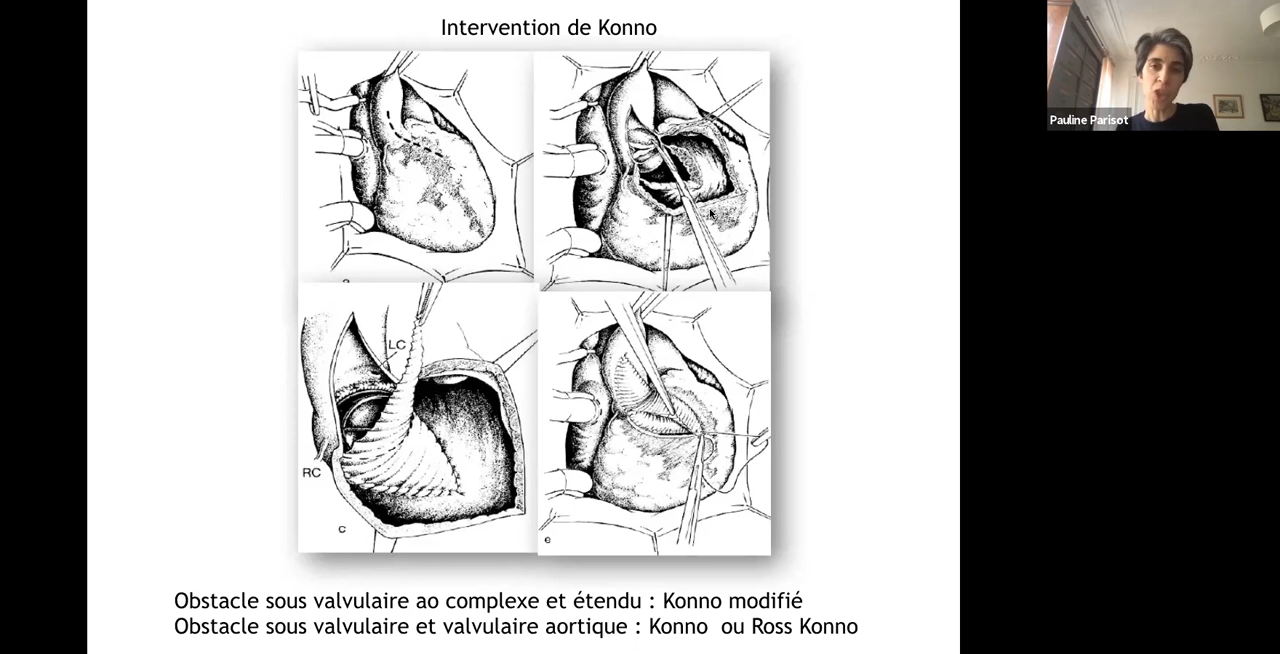 Intervention de Konno
Pauline Parisot
LC
RC
c
e
Obstacle sous valvulaire ao complexe et étendu : Konno modifié
Obstacle sous valvulaire et valvulaire aortique : Konno ou Ross Konno